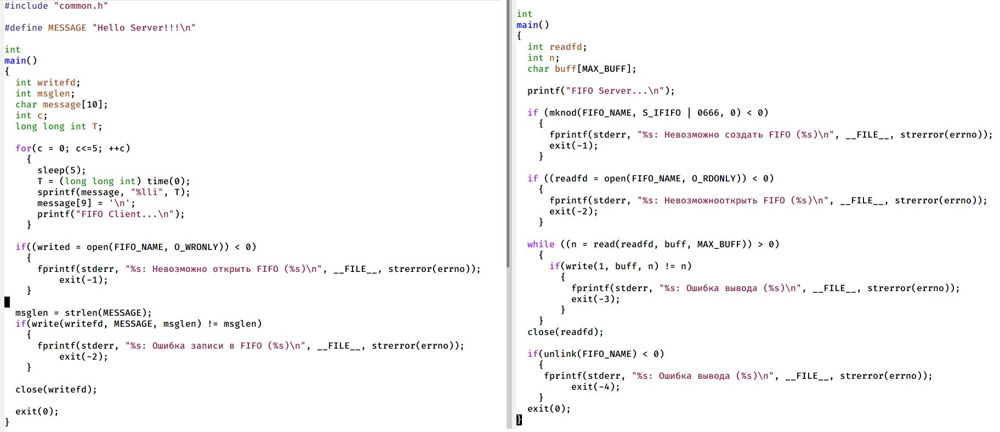 #include "common.h"
#define MESSAGE "Hello Server!!!\n"
int
main()
{
int writefd;
int msglen;
char message[10];
int c;
long long int T;
for(c = 0; c<=5; ++c)
{
sleep(5);
T = (long long int) time(0);
sprintf(message, "%lli", T);
message[9] = '\n';
printf("FIFO Client...\n");
}
if((writed = open(FIFO_NAME, O_WRONLY)) < 0)
{
fprintf(stderr, "%s: Невозможно открыть FIFO (%s)\n", __FILE__, strerror(errno));
exit(-1);
}
msglen = strlen(MESSAGE);
if(write(writefd, MESSAGE, msglen) != msglen)
{
fprintf(stderr, "%s: Ошибка записи в FIFO (%s)\n", __FILE__, strerror(errno));
exit(-2);
}
close(writefd);
exit(0);
}
int
main()
{
int readfd;
int n;
char buff[MAX_BUFF];
printf("FIFO Server...\n");
if (mknod(FIFO_NAME, S_IFIFO | 0666, 0) < 0)
{
fprintf(stderr, "%s: Невозможно создать FIFO (%s)\n", __FILE__, strerror(errno));
exit(-1);
}
if ((readfd = open(FIFO_NAME, O_RDONLY)) < 0)
{
fprintf(stderr, "%s: Невозможнооткрыть FIFO (%s)\n", __FILE__, strerror(errno));
exit(-2);
}
while ((n = read(readfd, buff, MAX_BUFF)) > 0)
{
if(write(1, buff, n) != n)
{
fprintf(stderr, "%s: Ошибка вывода (%s)\n", __FILE__, strerror(errno));
exit(-3);
}
}
close(readfd);
if(unlink(FIFO_NAME) < 0)
{
fprintf(stderr, "%s: Ошибка вывода (%s)\n", __FILE__, strerror(errno));
exit(-4);
}
exit(0);
}